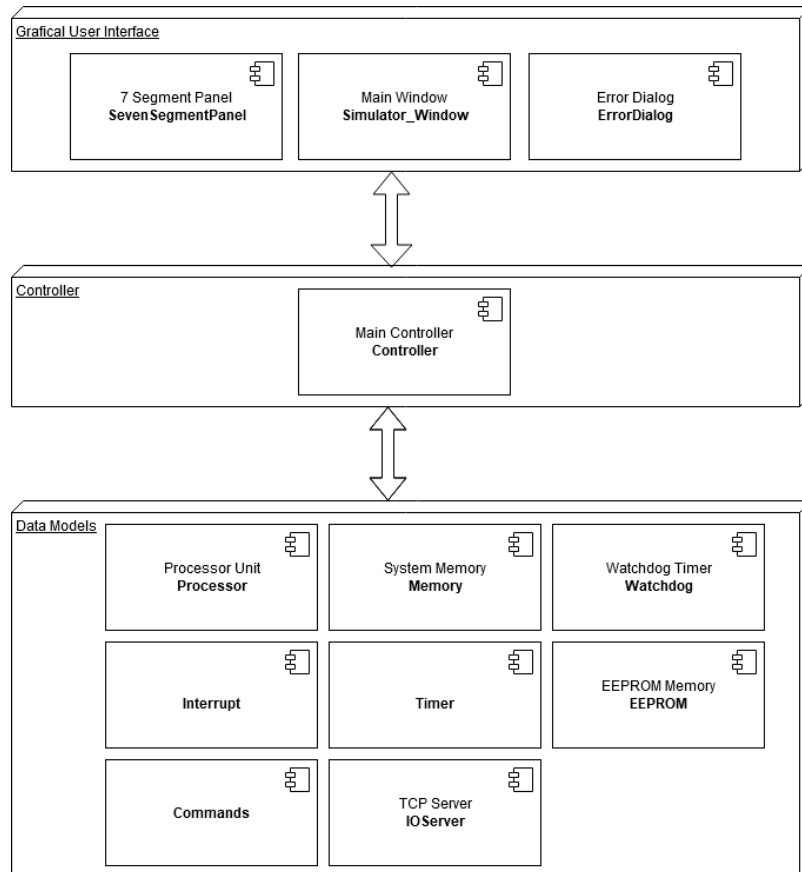 Grafical User Interface
7 Segment Panel
SevenSegmentPanel
Main Window
Simulator_Window
Error Dialog
ErrorDialog
Controller
Main Controller
Controller
Data Models
Processor Unit
Processor
System Memory
Memory
Watchdog Timer
Watchdog
Interrupt
Timer
EEPROM Memory
EEPROM
Commands
TCP Server
IOServer